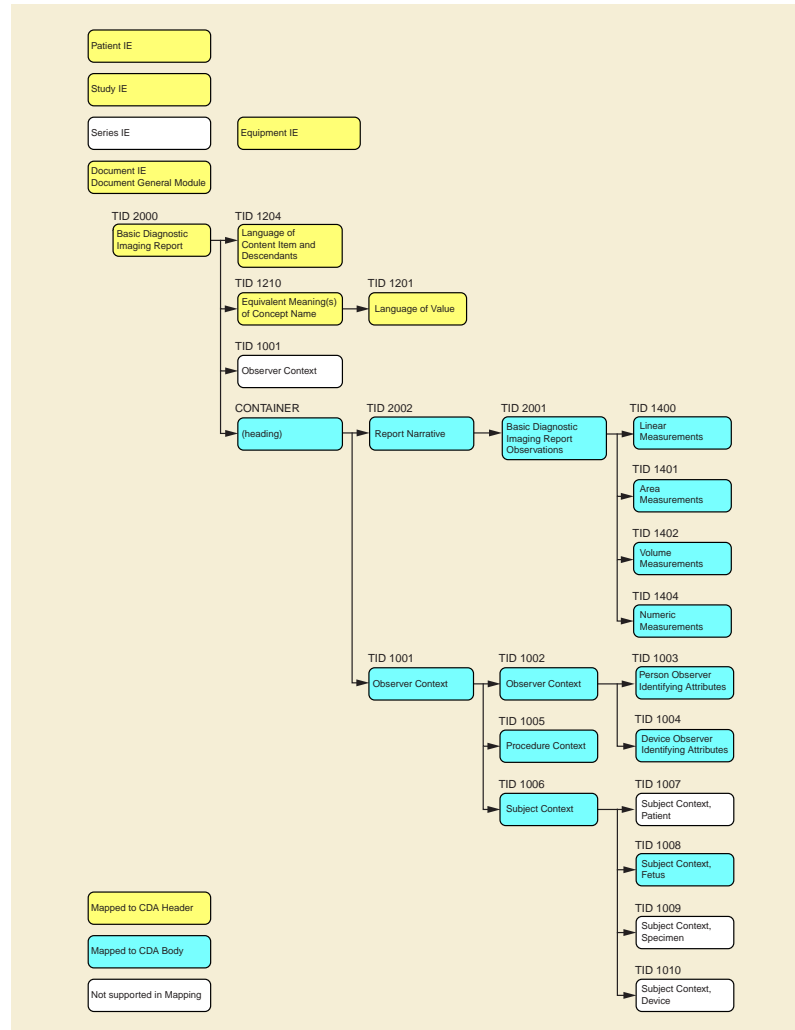 Patient IE
Study IE
Series IE
Equipment IE
Document IE
Document General Module
TID 2000
Basic Diagnostic
Imaging Report
TID 1204
Language of
Content Item and
Descendants
TID 1210
Equivalent Meaning(s)
of Concept Name
TID 1201
Language of Value
TID 1001
Observer Context
CONTAINER
(heading)
TID 2002
Report Narrative
TID 2001
Basic Diagnostic
Imaging Report
Observations
TID 1400
Linear
Measurements
TID 1401
Area
Measurements
TID 1402
Volume
Measurements
TID 1404
Numeric
Measurements
TID 1001
Observer Context
TID 1002
Observer Context
TID 1003
Person Observer
Identifying Attributes
TID 1004
Device Observer
Identifying Attributes
TID 1005
Procedure Context
TID 1006
Subject Context
TID 1007
Subject Context,
Patient
TID 1008
Subject Context,
Fetus
TID 1009
Subject Context,
Specimen
TID 1010
Subject Context,
Device
Mapped to CDA Header
Mapped to CDA Body
Not supported in Mapping